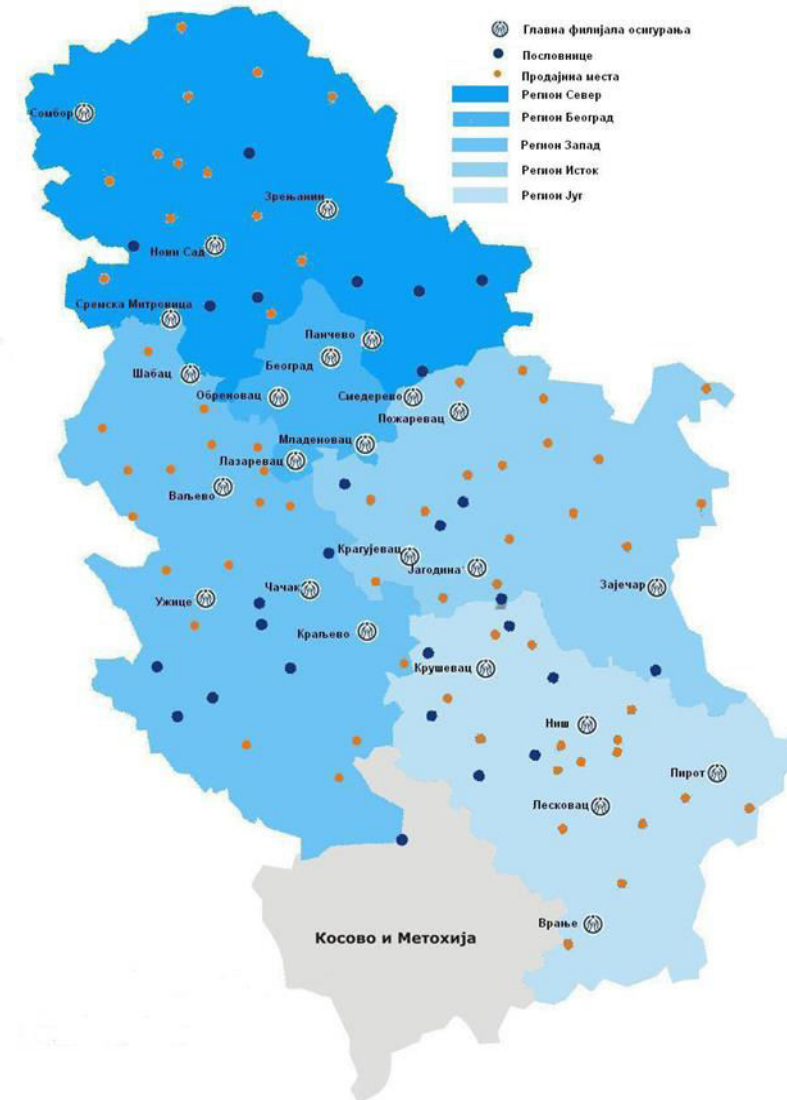 Главна филијала осигурања
Пословнице
Продајнна места
Регион Север
Регион Београд
Регион Запад
Регион Исток
Регион Југ
Сомбор
Зрењанин
Нови Сад
Сремска Митровица
Панчево
Београд
Шабац
Обреновац
Смедерево
Пожаревац
Младеновац
Лазаревац
Ваљево
Крагујевац
Јагодина
Зајечар
Чачак
Ужице
Краљево
Крушевац
Ниш
Пирот
Лесковац
Врање
Косово и Метохија